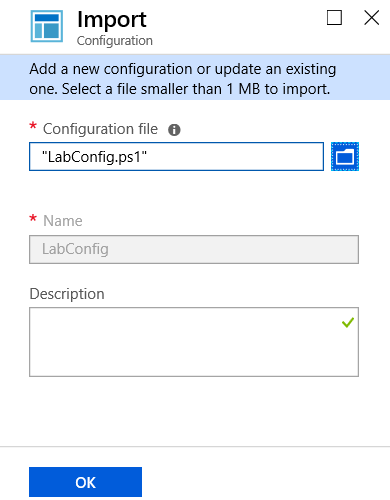 Import
Configuration
Add a new configuration or update an existing
one. Select a file smaller than 1 MB to import.
* Configuration file
"LabConfig.ps1"
* Name
LabConfig
Description
OK